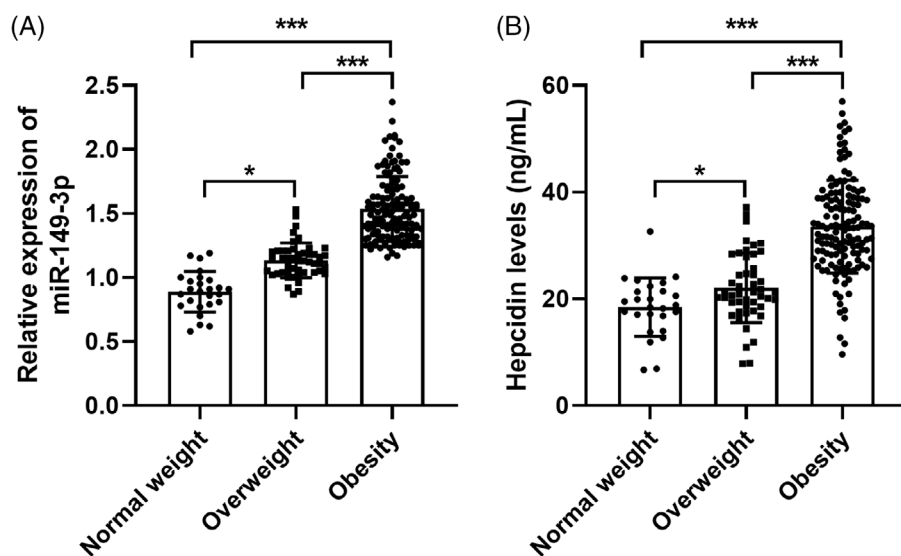 (A)
***
***
*
Relative expression of
miR-149-3p
2.5
2.0
1.5
1.0
0.5
0.0
Normal weight
Overweight
Obesity
(B)
***
***
*
Hepcidin levels (ng/mL)
60
40
20
0
Normal weight
Overweight
Obesity